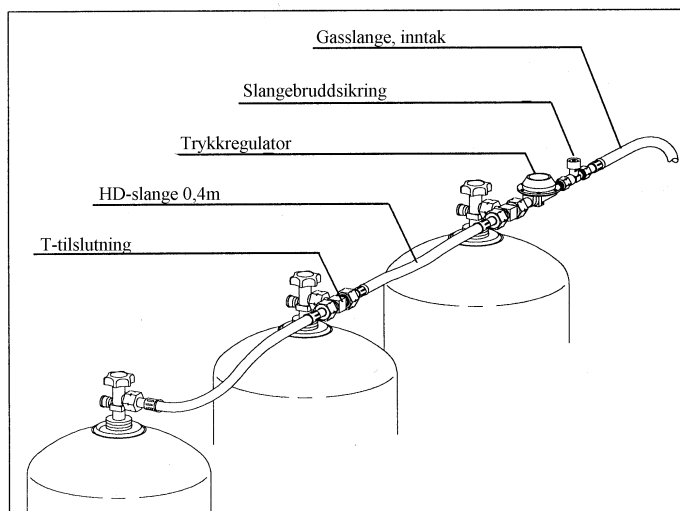 Gasslange, inntak
Slangebruddsikring
Trykkregulator
HD-slange 0,4m
T-tilslutning